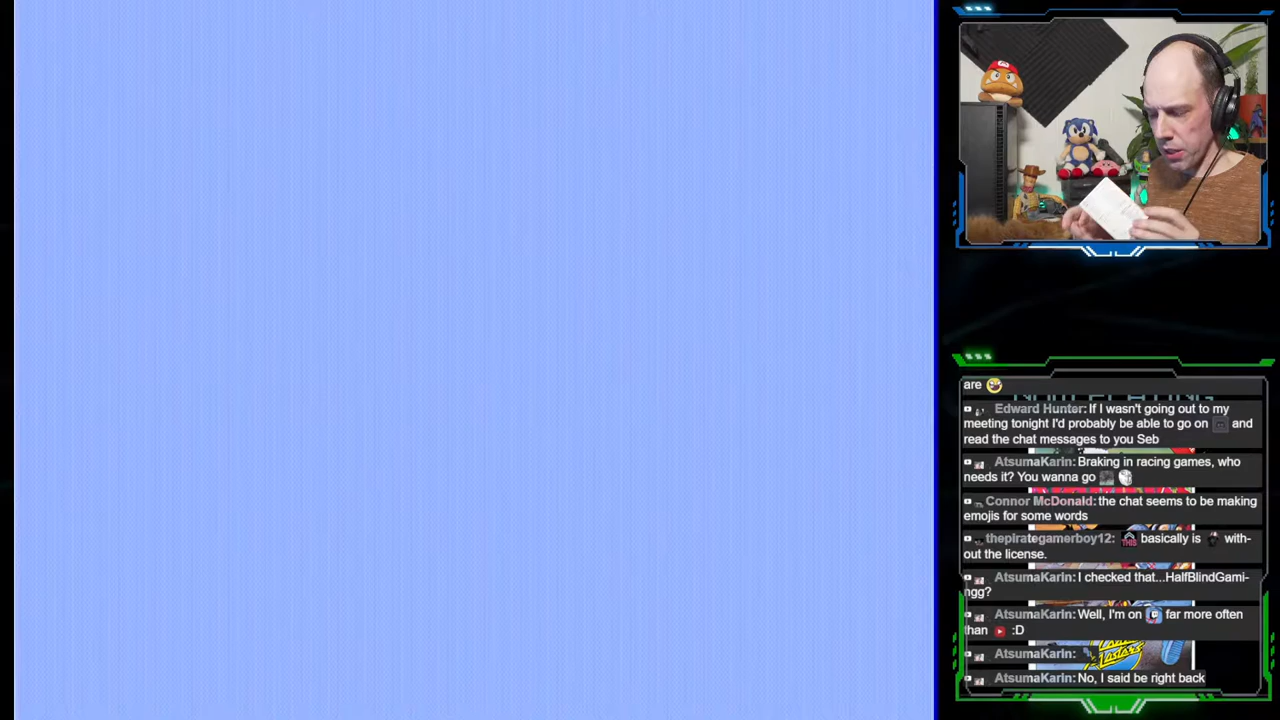 are
NOW PLAYING
Edward Hunter: If I wasn't going out to my
meeting tonight I'd probably be able to go on and
read the chat messages to you Seb
AtsumaKarin: Braking in racing games, who
needs it? You wanna go
Connor McDonald: the chat seems to be making
emojis for some words
thepirategamerboy12: THIS basically is with-
out the license.
AtsumaKarin: I checked that...HalfBlindGami-
ngg?
AtsumaKarin: Well, I'm on far more often
than :D
AtsumaKarin:
AtsumaKarin: No, I said be right back